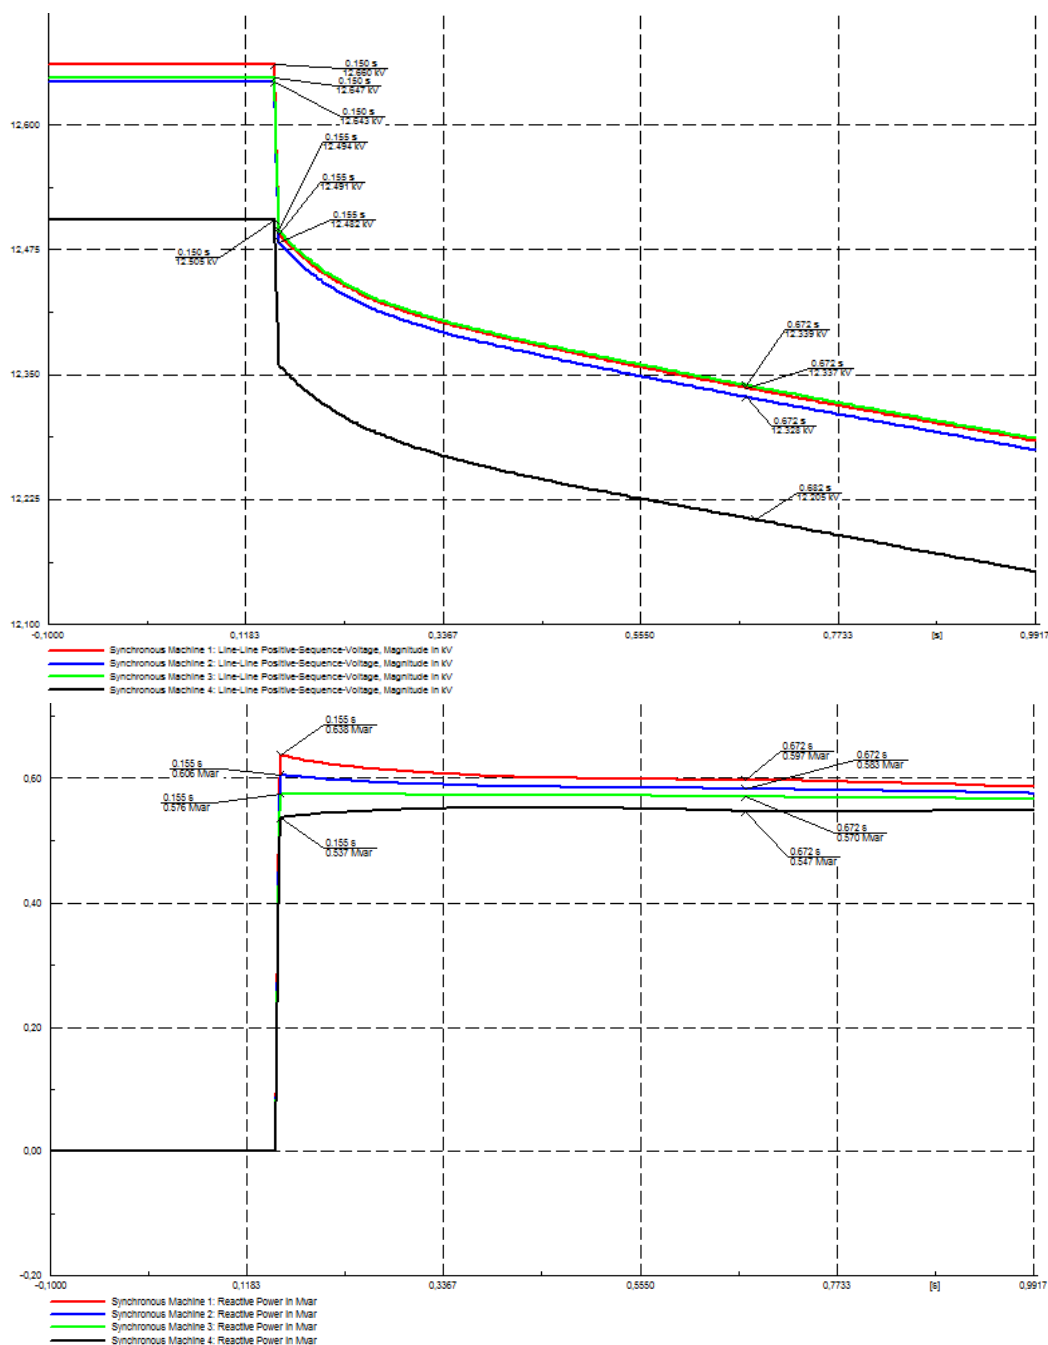 0.150 s
12.660 kV
0.150 s
12.647 kV
0.150 s
12.643 kV
12,600
0.155 s
12.494 kV
0.155 s
12.491 kV
0.155 s
12.482 kV
12,475
0.150 s
12.505 kV
0.672 s
12.339 kV
12,350
0.672 s
12.337 kV
0.672 s
12.328 kV
12,225
0.682 s
12.205 kV
12,100
-0,1000 0,1183 0,3367 0,5550 0,7733 [s] 0,9917
Synchronous Machine 1: Line-Line Positive-Sequence-Voltage, Magnitude in kV
Synchronous Machine 2: Line-Line Positive-Sequence-Voltage, Magnitude in kV
Synchronous Machine 3: Line-Line Positive-Sequence-Voltage, Magnitude in kV
Synchronous Machine 4: Line-Line Positive-Sequence-Voltage, Magnitude in kV
0.155 s
0.638 Mvar
0.672 s
0.597 Mvar
0.672 s
0.583 Mvar
0.155 s
0.606 Mvar
0,60
0.155 s
0.576 Mvar
0.672 s
0.570 Mvar
0.155 s
0.537 Mvar
0.672 s
0.547 Mvar
0,40
0,20
0,00
-0,20
-0,1000 0,1183 0,3367 0,5550 0,7733 [s] 0,9917
Synchronous Machine 1: Reactive Power in Mvar
Synchronous Machine 2: Reactive Power in Mvar
Synchronous Machine 3: Reactive Power in Mvar
Synchronous Machine 4: Reactive Power in Mvar